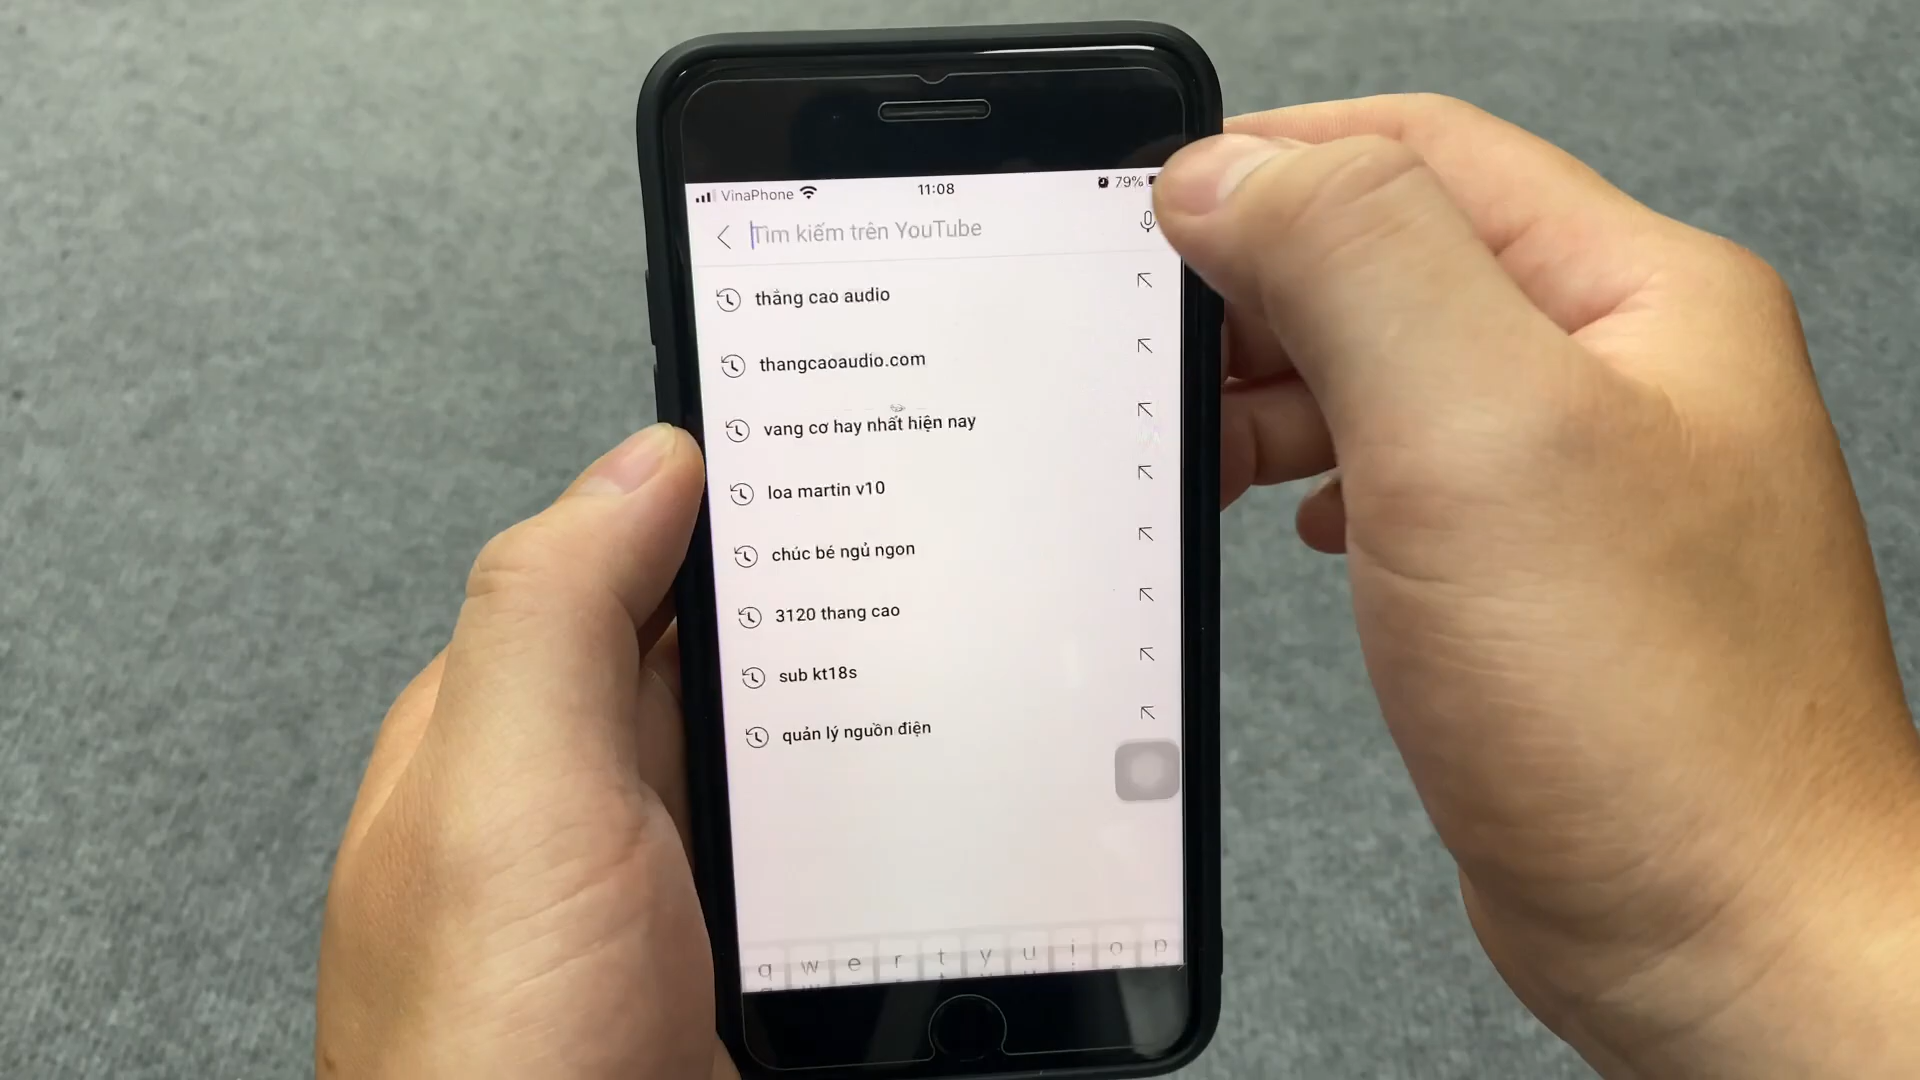 VinaPhone 11:08 79%
Tìm kiếm trên YouTube
thắng cao audio
thangcaoaudio.com
vang cơ hay nhất hiện nay
loa martin v10
chúc bé ngủ ngon
3120 thang cao
sub kt18s
quản lý nguồn điện
q w e r t y u i o p